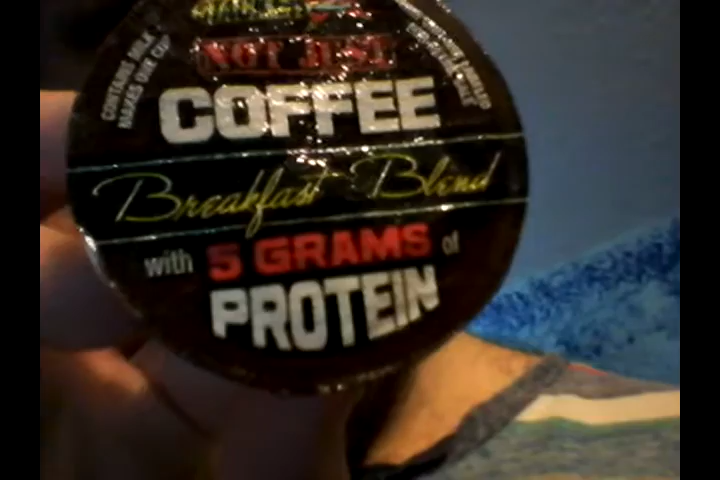 NOT JUST
COFFEE
Breakfast Blend
with 5 GRAMS of
PROTEIN
CONTAINS MILK
MAKES ONE CUP